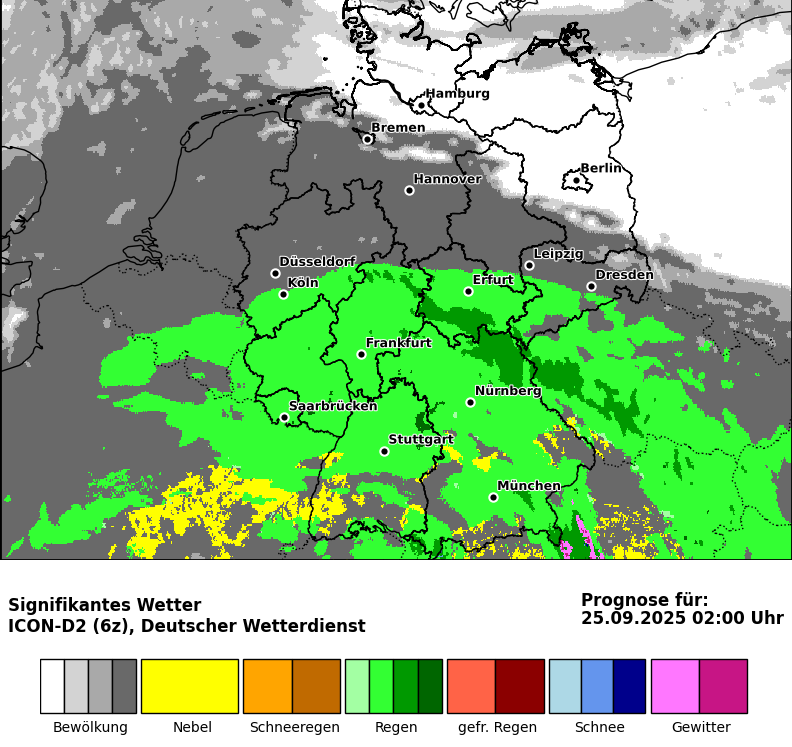 Hamburg
Bremen
Berlin
Hannover
Leipzig
Düsseldorf
Dresden
Köln
Erfurt
Frankfurt
Nürnberg
Saarbrücken
Stuttgart
München
Signifikantes Wetter
ICON-D2 (6z), Deutscher Wetterdienst
Prognose für:
25.09.2025 02:00 Uhr
Bewölkung Nebel Schneeregen Regen gefr. Regen Schnee Gewitter